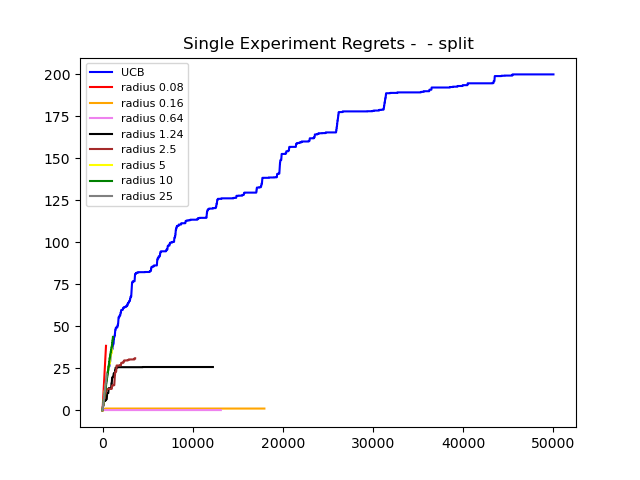 Single Experiment Regrets -  - split
UCB
radius 0.08
radius 0.16
radius 0.64
radius 1.24
radius 2.5
radius 5
radius 10
radius 25
200
175
150
125
100
75
50
25
0
0 10000 20000 30000 40000 50000